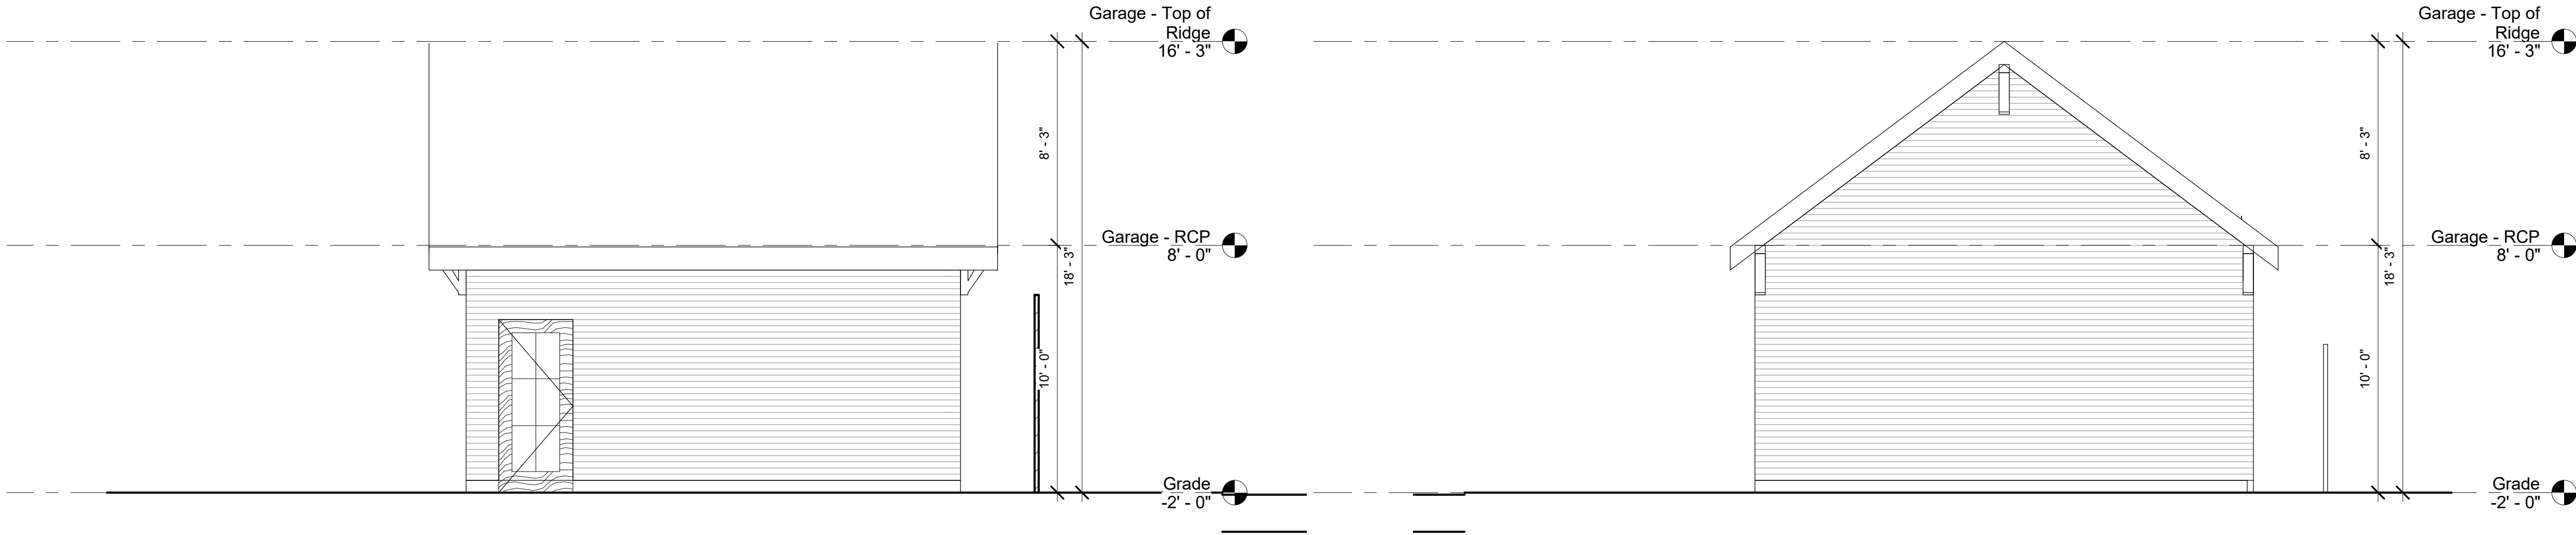 Garage - Top of
Ridge
16' - 3"
8' - 3"
Garage - RCP
8' - 0"
18' - 3"
10' - 0"
Grade
-2' - 0"
Garage - Top of
Ridge
16' - 3"
8' - 3"
Garage - RCP
8' - 0"
18' - 3"
10' - 0"
Grade
-2' - 0"